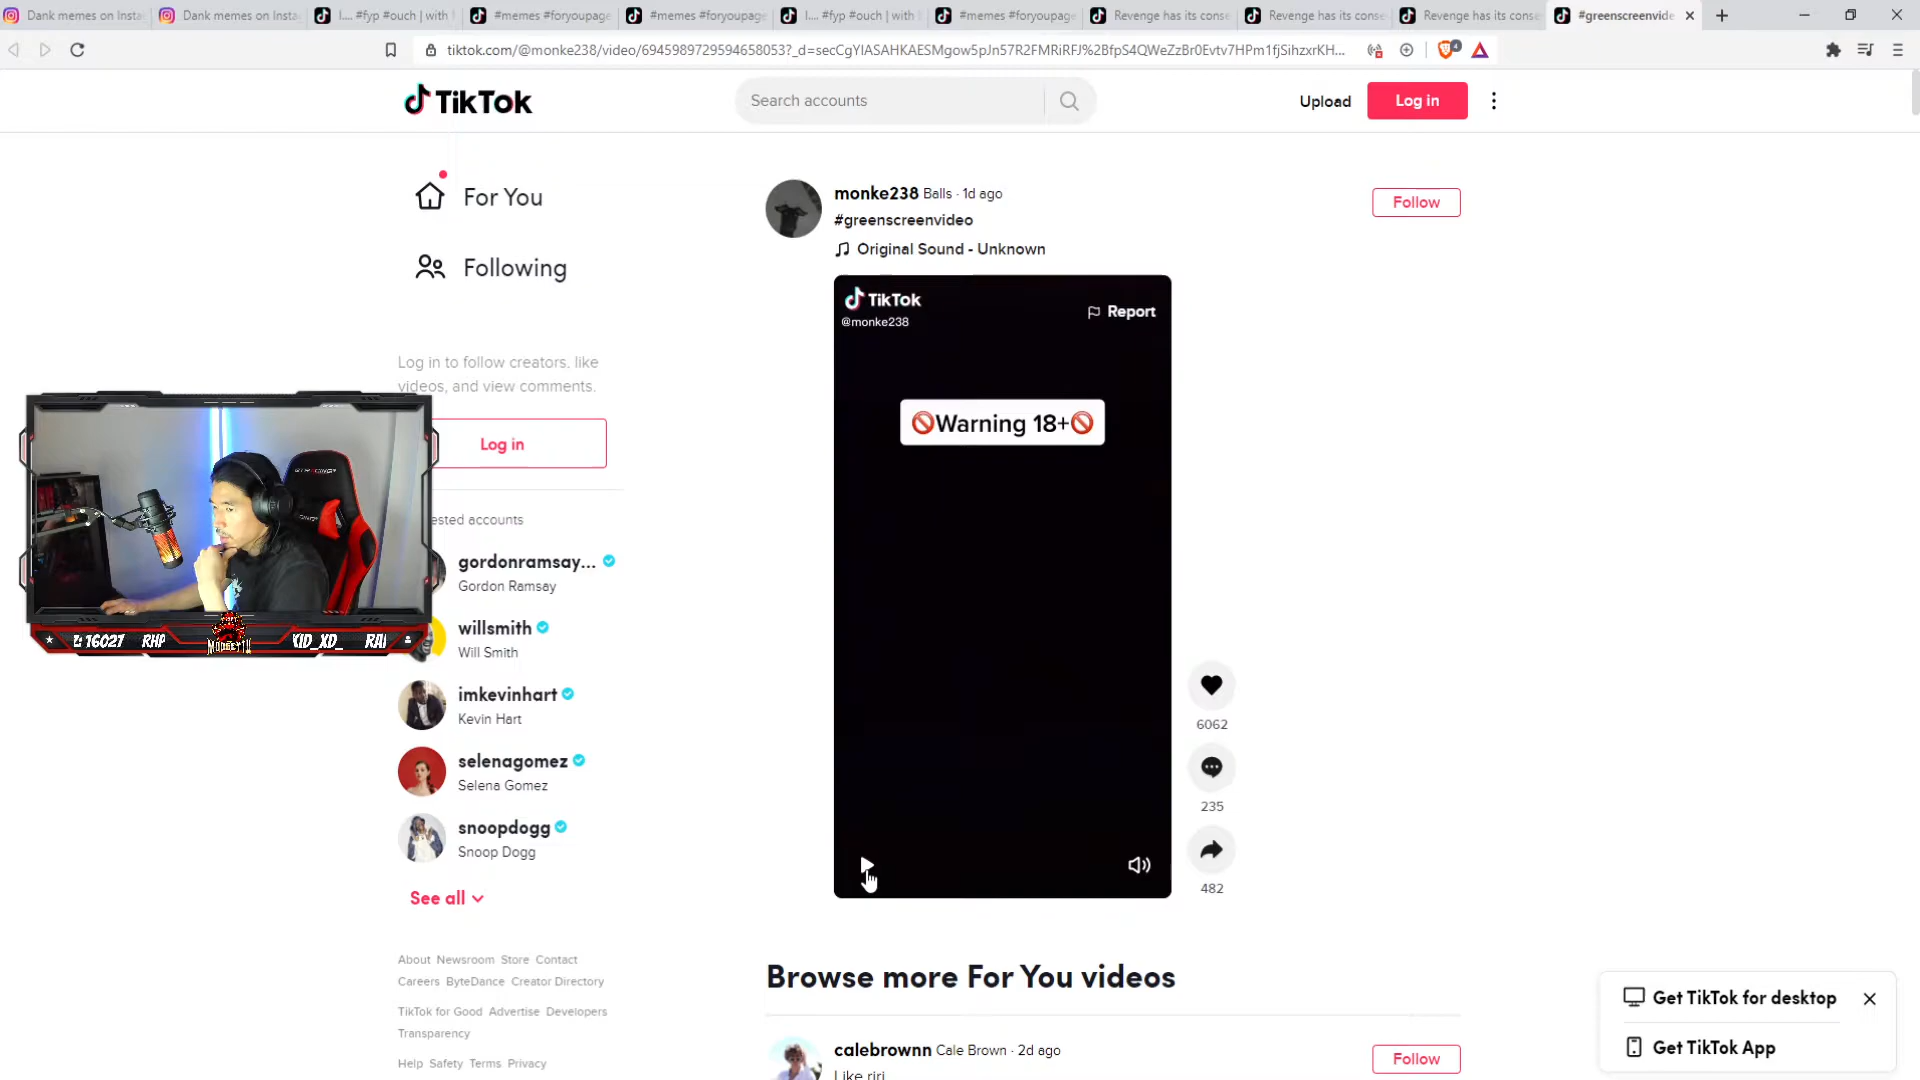 Dank memes on Insta
Dank memes on Insta
I.... #fyp #ouch | with
#memes #foryoupage
#memes #foryoupage
I.... #fyp #ouch | with
#memes #foryoupage
Revenge has its conse
Revenge has its conse
Revenge has its conse
#greenscreenvide
tiktok.com/@monke238/video/6945989729594658053?_d=secCgYIASAHKAESMgow5pJn57R2FMRiRFJ%2BfpS4QWeZzBr0Evtv7HPm1fjSihzxrKH...
4
TikTok
Search accounts
Upload
Log in
For You
Following
Log in to follow creators, like
videos, and view comments.
Log in
ested accounts
gordonramsay...
Gordon Ramsay
willsmith
Will Smith
imkevinhart
Kevin Hart
selenagomez
Selena Gomez
snoopdogg
Snoop Dogg
See all
About Newsroom Store Contact
Careers ByteDance Creator Directory
TikTok for Good Advertise Developers
Transparency
Help Safety Terms Privacy
monke238 Balls · 1d ago
#greenscreenvideo
Original Sound - Unknown
Follow
TikTok
@monke238
Report
🚫Warning 18+🚫
6062
235
482
Browse more For You videos
calebrownn Cale Brown · 2d ago
Like riri
Follow
Get TikTok for desktop
Get TikTok App
16027
KID_XD_